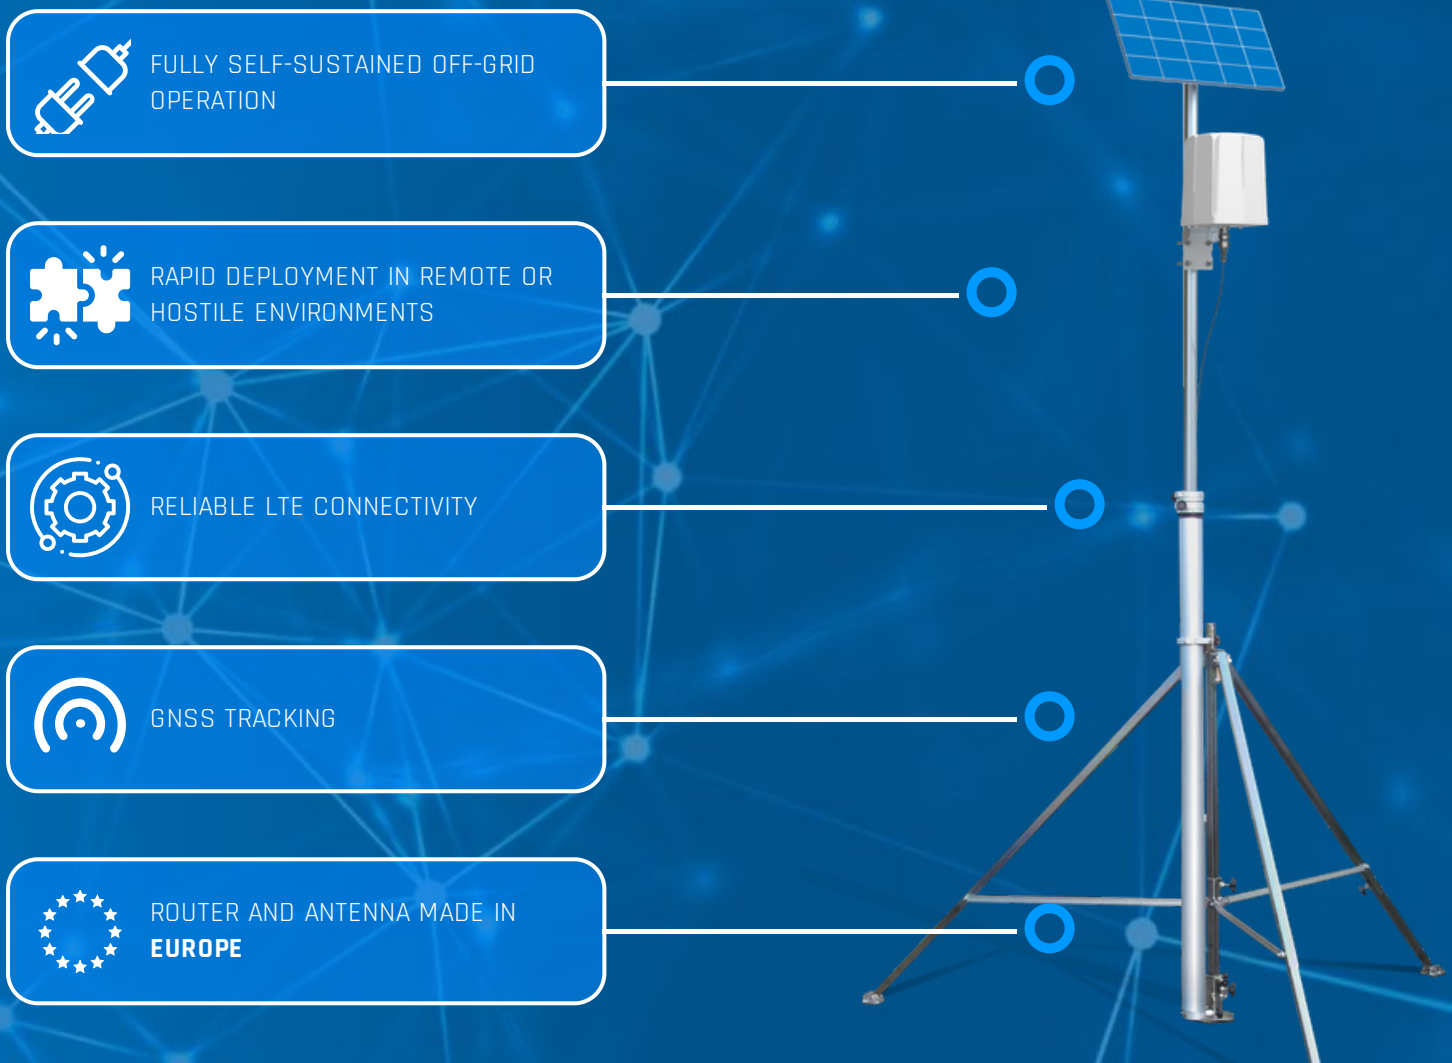 FULLY SELF-SUSTAINED OFF-GRID
OPERATION
RAPID DEPLOYMENT IN REMOTE OR
HOSTILE ENVIRONMENTS
RELIABLE LTE CONNECTIVITY
GNSS TRACKING
ROUTER AND ANTENNA MADE IN
EUROPE